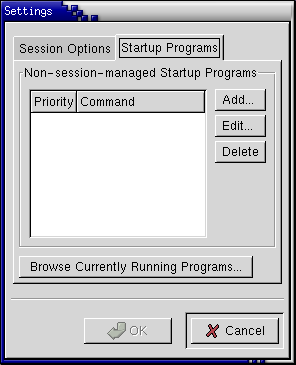 Settings
Session Options Startup Programs
Non-session-managed Startup Programs
Priority Command
Add...
Edit...
Delete
Browse Currently Running Programs...
OK Cancel